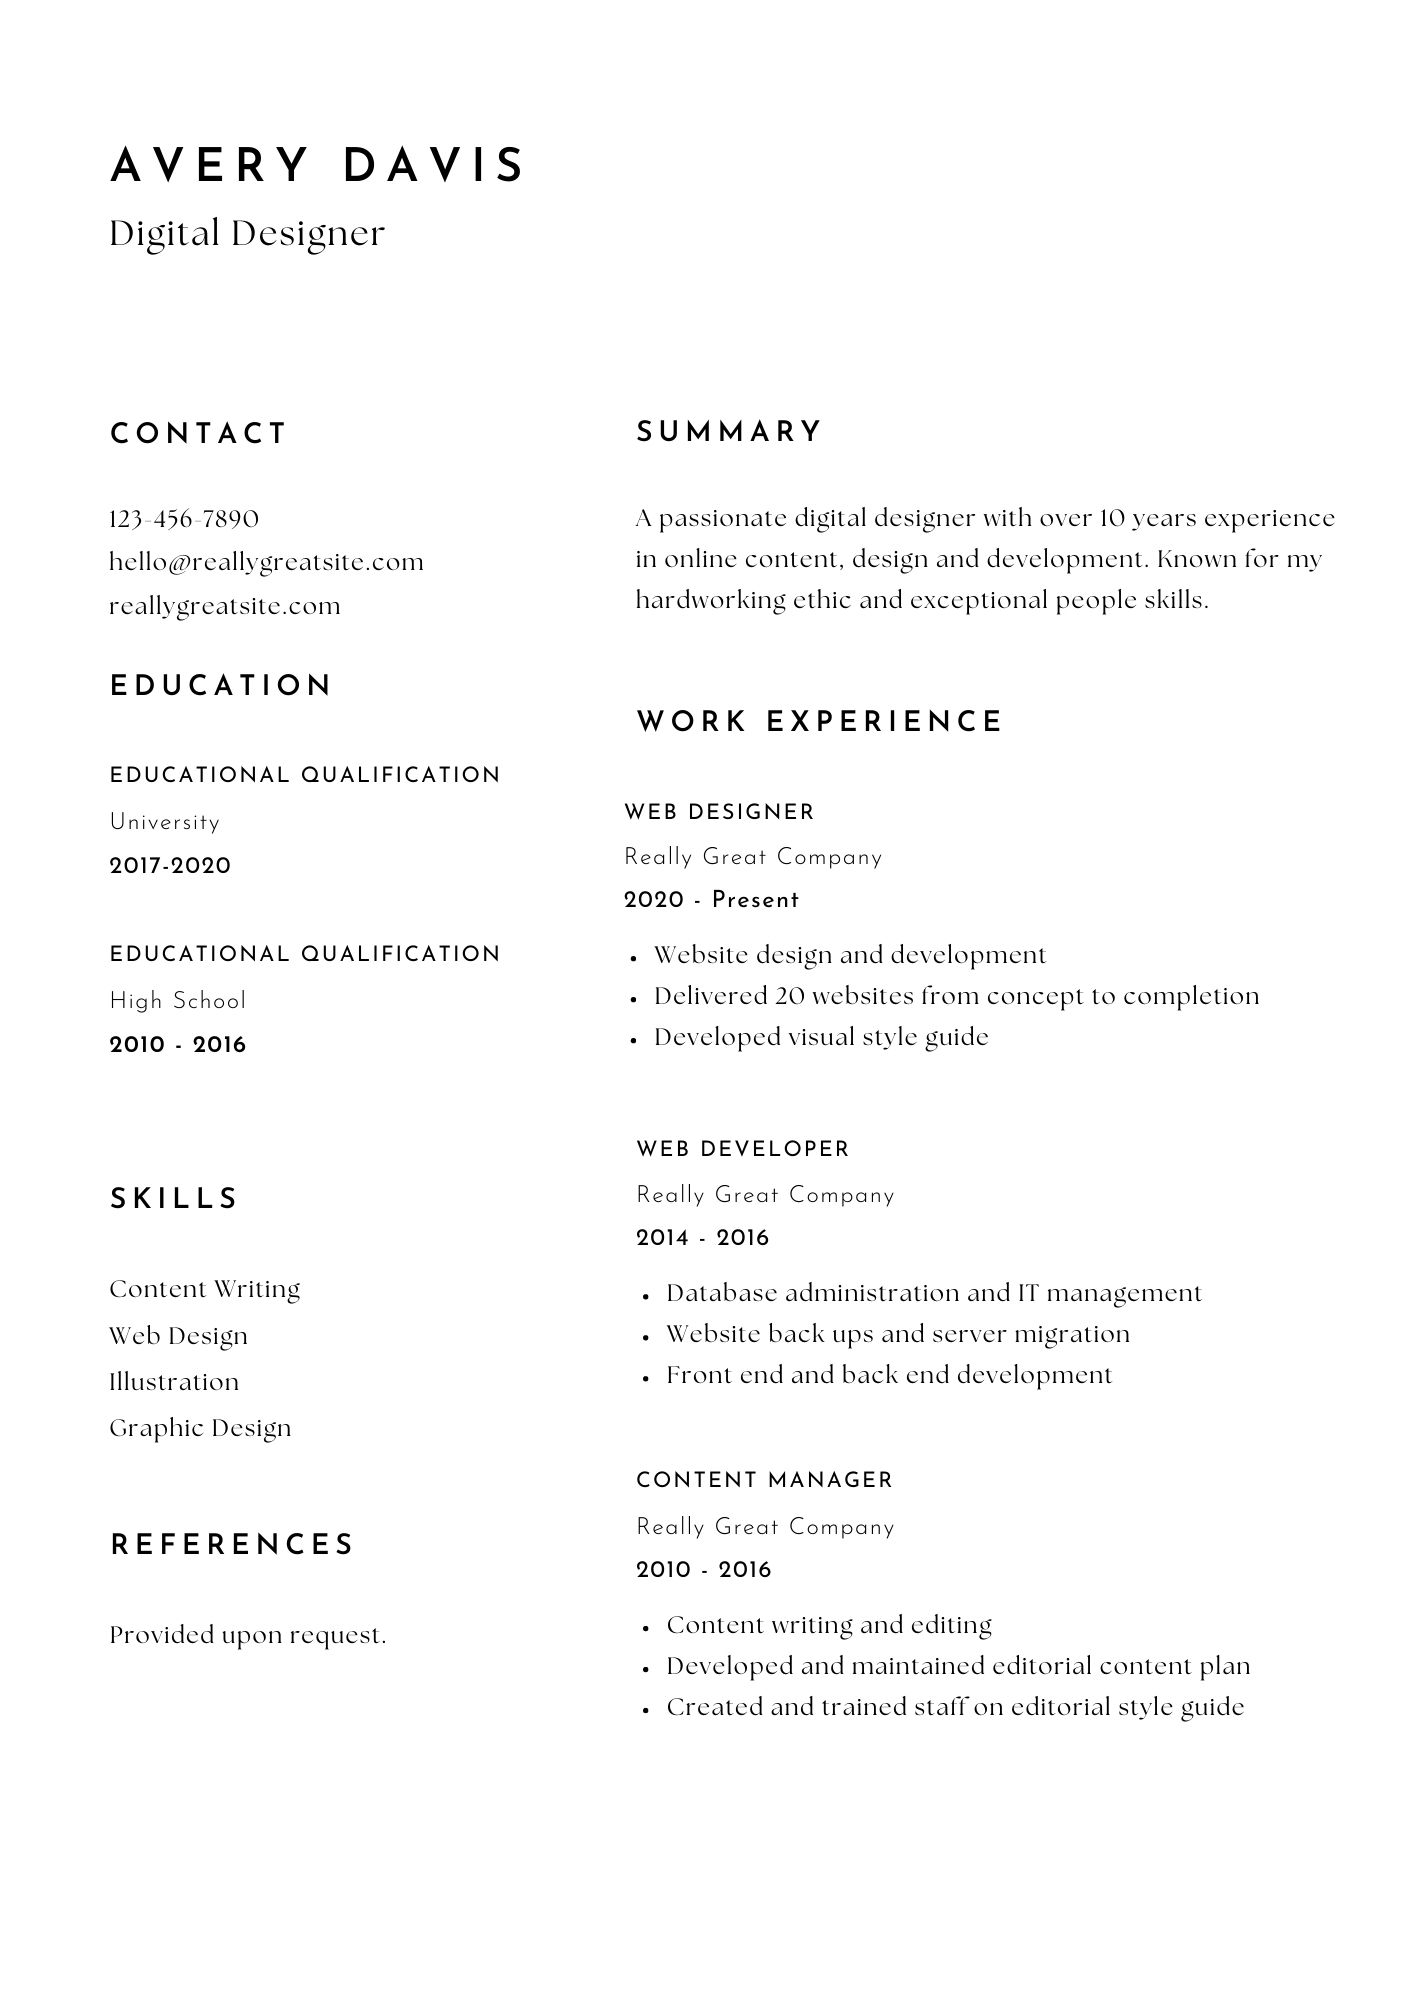 AVERY DAVIS
Digital Designer
CONTACT
123-456-7890
hello@reallygreatsite.com
reallygreatsite.com
EDUCATION
EDUCATIONAL QUALIFICATION
University
2017-2020
EDUCATIONAL QUALIFICATION
High School
2010 - 2016
SKILLS
Content Writing
Web Design
Illustration
Graphic Design
REFERENCES
Provided upon request.
SUMMARY
A passionate digital designer with over 10 years experience
in online content, design and development. Known for my
hardworking ethic and exceptional people skills.
WORK EXPERIENCE
WEB DESIGNER
Really Great Company
2020 - Present
• Website design and development
• Delivered 20 websites from concept to completion
• Developed visual style guide
WEB DEVELOPER
Really Great Company
2014 - 2016
• Database administration and IT management
• Website back ups and server migration
• Front end and back end development
CONTENT MANAGER
Really Great Company
2010 - 2016
• Content writing and editing
• Developed and maintained editorial content plan
• Created and trained staff on editorial style guide